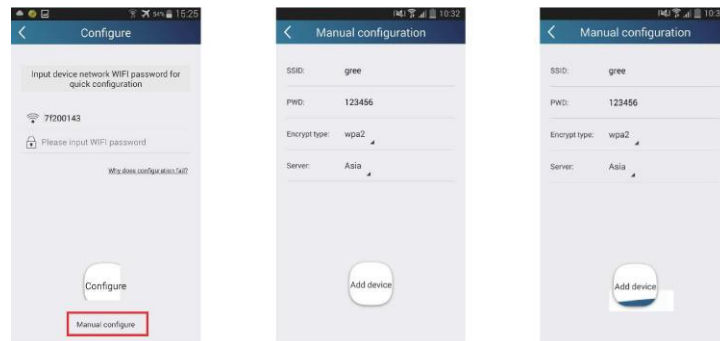 54% 15:25
Configure
Input device network WIFI password for
quick configuration
7f200143
Please input WIFI password
Why does configuration fail?
Configure
Manual configure
10:32
Manual configuration
SSID: gree
PWD: 123456
Encrypt type: wpa2
Server: Asia
Add device
Manual configuration
SSID: gree
PWD: 123456
Encrypt type: wpa2
Server: Asia
Add device